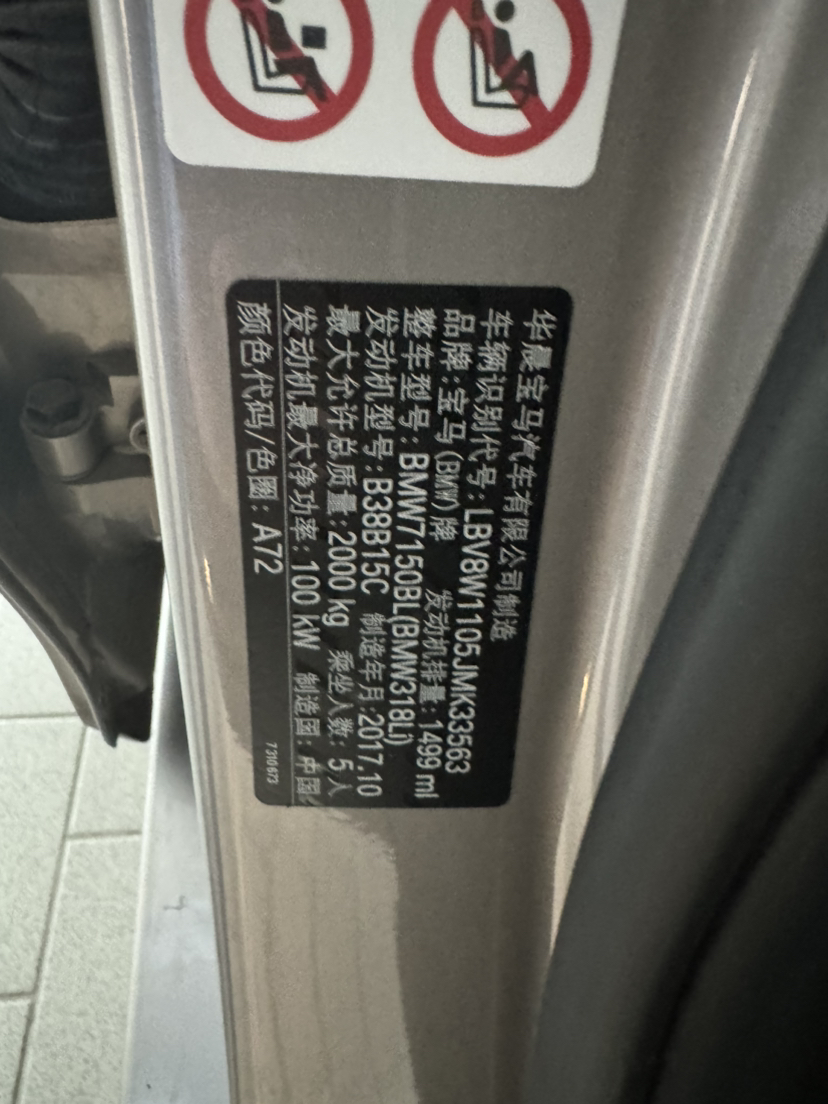 华晨宝马汽车有限公司制造
车辆识别代号: LBV8W1105JMK33563
品牌: 宝马(BMW)牌 发动机排量: 1499 ml
整车型号: BMW7150BL(BMW318Li)
发动机型号: B38B15C 制造年月: 2017.10
最大允许总质量: 2000 kg 乘坐人数: 5人
发动机最大净功率: 100 kW 制造国: 中国
颜色代码/色圈: A72
7310673